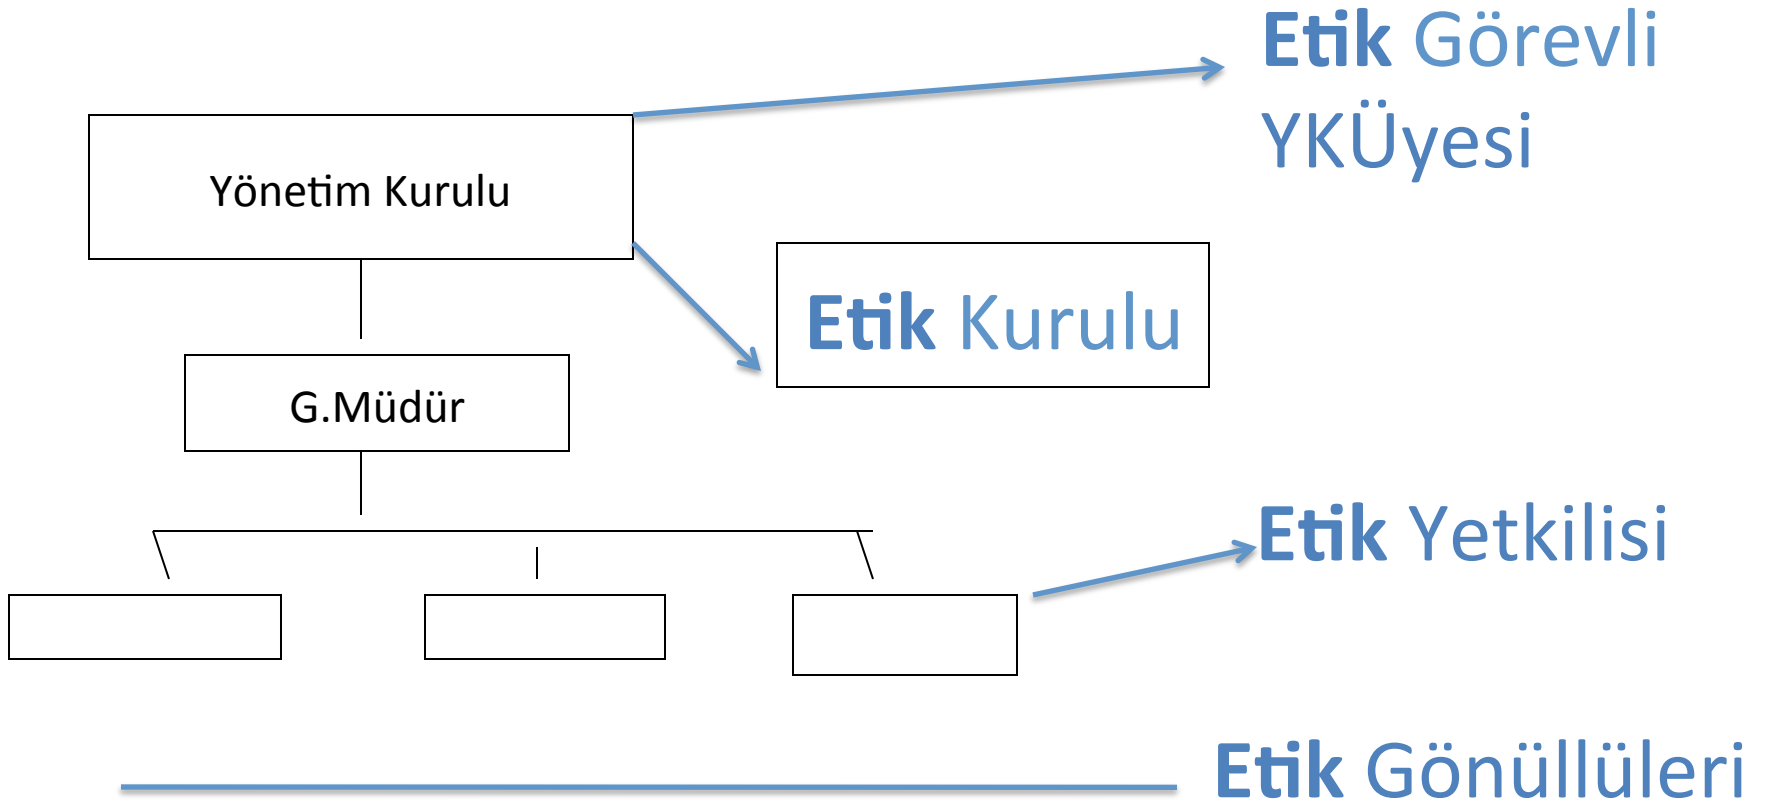 Etik Görevli
YKÜyesi
Yönetim Kurulu
Etik Kurulu
G.Müdür
Etik Yetkilisi
Etik Gönüllüleri